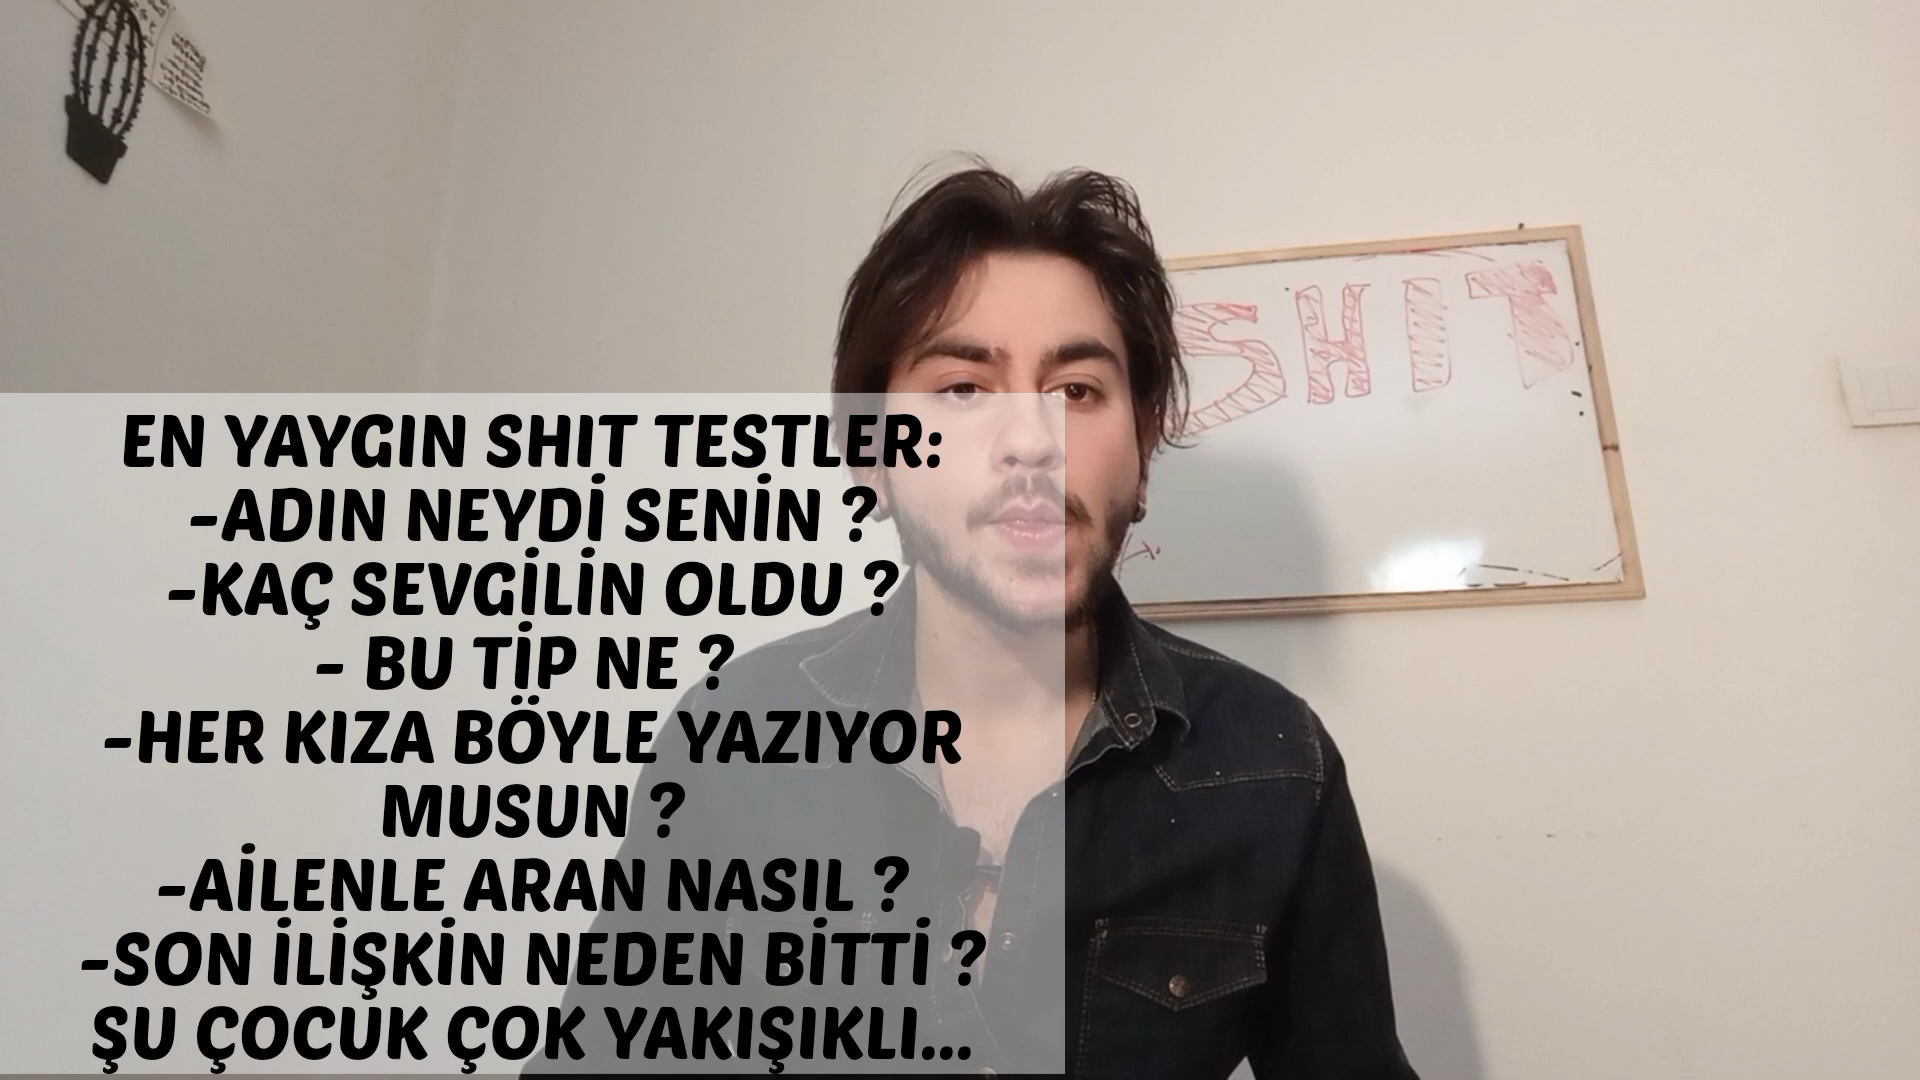 SHIT
EN YAYGIN SHIT TESTLER:
-ADIN NEYDİ SENİN ?
-KAÇ SEVGİLİN OLDU ?
- BU TİP NE ?
-HER KIZA BÖYLE YAZIYOR
MUSUN ?
-AİLENLE ARAN NASIL ?
-SON İLİŞKİN NEDEN BİTTİ ?
ŞU ÇOCUK ÇOK YAKIŞIKLI...